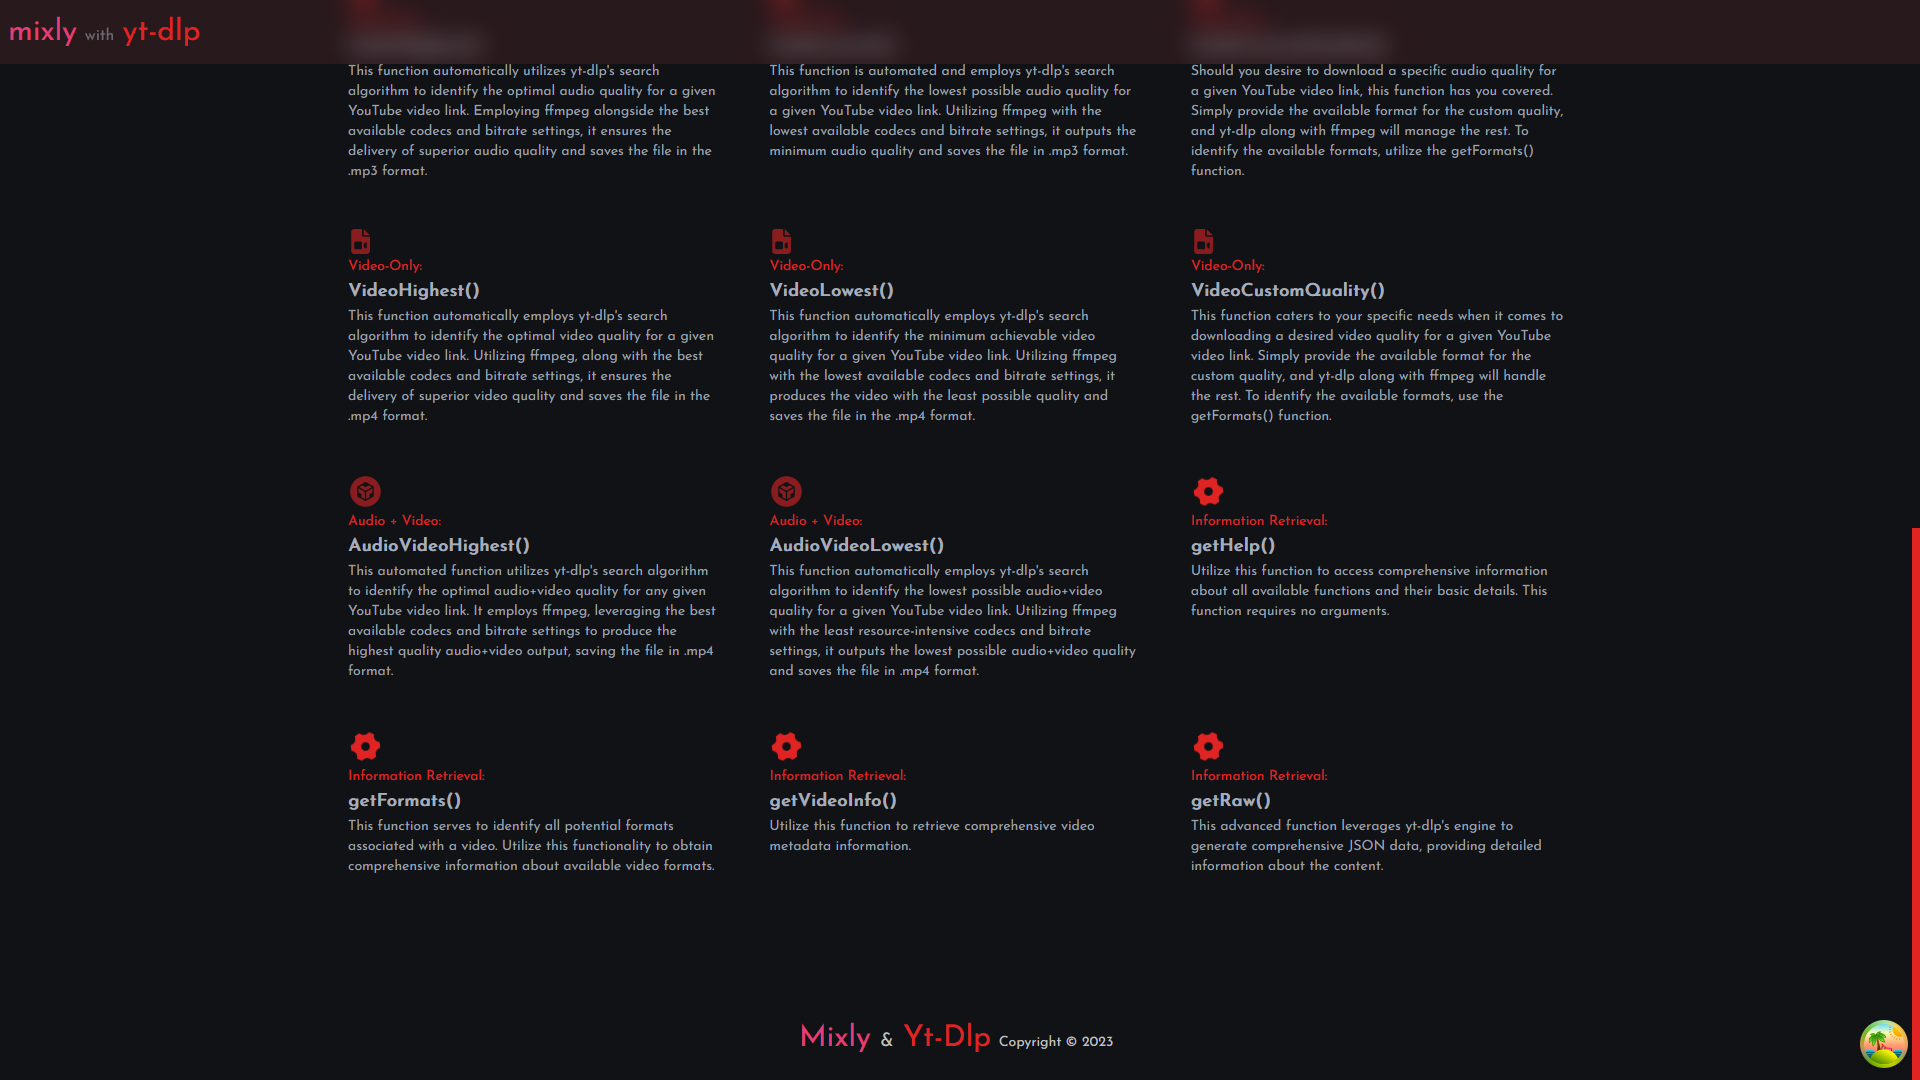 mixly with yt-dlp
This function automatically utilizes yt-dlp's search
algorithm to identify the optimal audio quality for a given
YouTube video link. Employing ffmpeg alongside the best
available codecs and bitrate settings, it ensures the
delivery of superior audio quality and saves the file in the
.mp3 format.
This function is automated and employs yt-dlp's search
algorithm to identify the lowest possible audio quality for
a given YouTube video link. Utilizing ffmpeg with the
lowest available codecs and bitrate settings, it outputs the
minimum audio quality and saves the file in .mp3 format.
Should you desire to download a specific audio quality for
a given YouTube video link, this function has you covered.
Simply provide the available format for the custom quality,
and yt-dlp along with ffmpeg will manage the rest. To
identify the available formats, utilize the getFormats()
function.
Video-Only:
VideoHighest()
This function automatically employs yt-dlp's search
algorithm to identify the optimal video quality for a given
YouTube video link. Utilizing ffmpeg, along with the best
available codecs and bitrate settings, it ensures the
delivery of superior video quality and saves the file in the
.mp4 format.
Video-Only:
VideoLowest()
This function automatically employs yt-dlp's search
algorithm to identify the minimum achievable video
quality for a given YouTube video link. Utilizing ffmpeg
with the lowest available codecs and bitrate settings, it
produces the video with the least possible quality and
saves the file in the .mp4 format.
Video-Only:
VideoCustomQuality()
This function caters to your specific needs when it comes to
downloading a desired video quality for a given YouTube
video link. Simply provide the available format for the
custom quality, and yt-dlp along with ffmpeg will handle
the rest. To identify the available formats, use the
getFormats() function.
Audio + Video:
AudioVideoHighest()
This automated function utilizes yt-dlp's search algorithm
to identify the optimal audio+video quality for any given
YouTube video link. It employs ffmpeg, leveraging the best
available codecs and bitrate settings to produce the
highest quality audio+video output, saving the file in .mp4
format.
Audio + Video:
AudioVideoLowest()
This function automatically employs yt-dlp's search
algorithm to identify the lowest possible audio+video
quality for a given YouTube video link. Utilizing ffmpeg
with the least resource-intensive codecs and bitrate
settings, it outputs the lowest possible audio+video quality
and saves the file in .mp4 format.
Information Retrieval:
getHelp()
Utilize this function to access comprehensive information
about all available functions and their basic details. This
function requires no arguments.
Information Retrieval:
getFormats()
This function serves to identify all potential formats
associated with a video. Utilize this functionality to obtain
comprehensive information about available video formats.
Information Retrieval:
getVideoInfo()
Utilize this function to retrieve comprehensive video
metadata information.
Information Retrieval:
getRaw()
This advanced function leverages yt-dlp's engine to
generate comprehensive JSON data, providing detailed
information about the content.
Mixly & Yt-Dlp Copyright © 2023